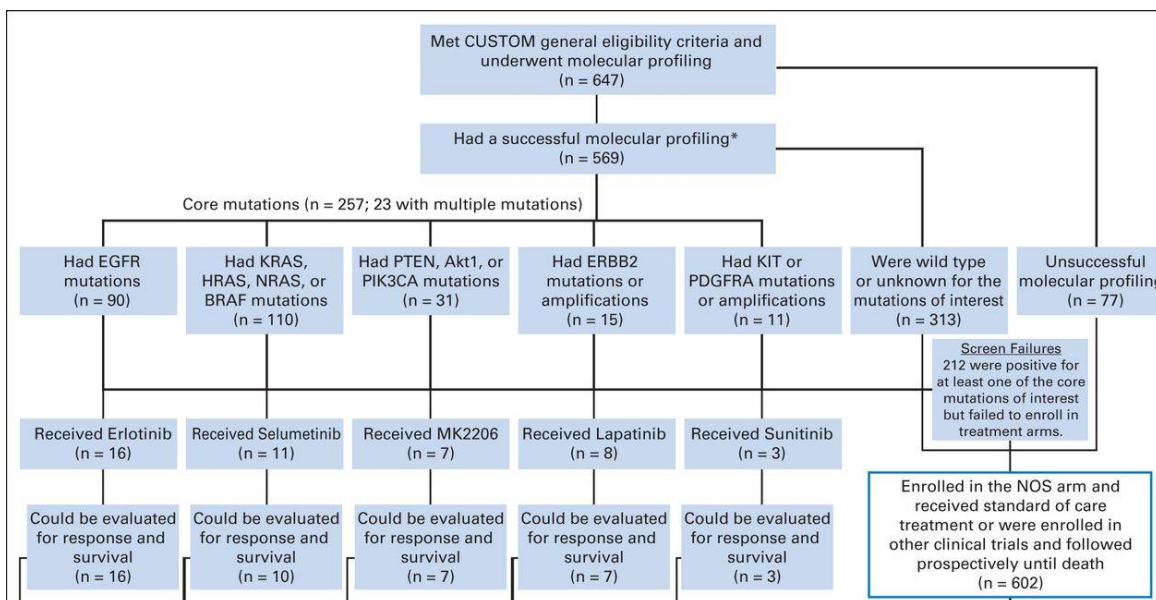 Met CUSTOM general eligibility criteria and
underwent molecular profiling
(n = 647)
Had a successful molecular profiling*
(n = 569)
Core mutations (n = 257; 23 with multiple mutations)
Had EGFR
mutations
(n = 90)
Had KRAS,
HRAS, NRAS, or
BRAF mutations
(n = 110)
Had PTEN, Akt1, or
PIK3CA mutations
(n = 31)
Had ERBB2
mutations or
amplifications
(n = 15)
Had KIT or
PDGFRA mutations
or amplifications
(n = 11)
Were wild type
or unknown for the
mutations of interest
(n = 313)
Unsuccessful
molecular profiling
(n = 77)
Screen Failures
212 were positive for
at least one of the core
mutations of interest
but failed to enroll in
treatment arms.
Received Erlotinib
(n = 16)
Received Selumetinib
(n = 11)
Received MK2206
(n = 7)
Received Lapatinib
(n = 8)
Received Sunitinib
(n = 3)
Could be evaluated
for response and
survival
(n = 16)
Could be evaluated
for response and
survival
(n = 10)
Could be evaluated
for response and
survival
(n = 7)
Could be evaluated
for response and
survival
(n = 7)
Could be evaluated
for response and
survival
(n = 3)
Enrolled in the NOS arm and
received standard of care
treatment or were enrolled in
other clinical trials and followed
prospectively until death
(n = 602)